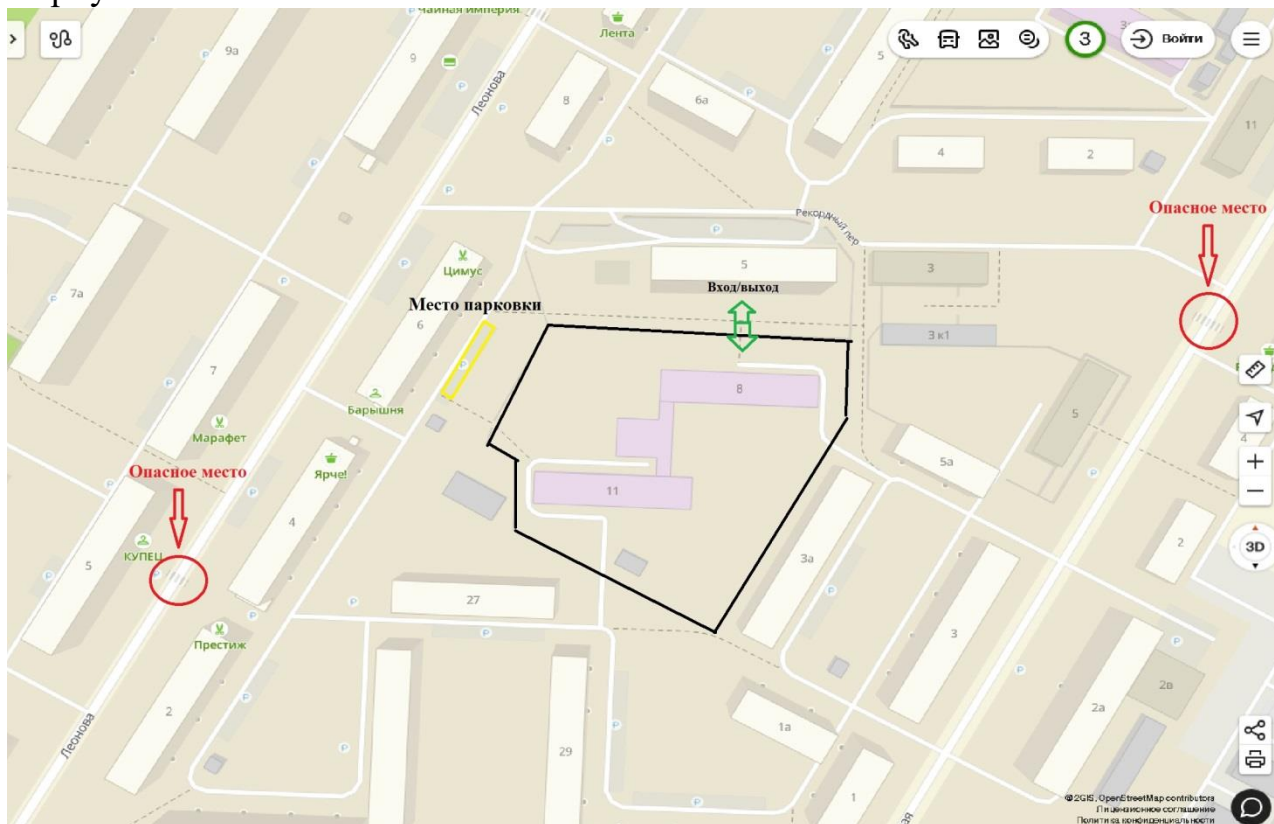 Чайная империя
Лента
9а
9
8
6а
5
3
Войти
11
Леонова
4
2
Опасное место
Рекордный пер
Цимус
5
3
Вход/выход
7а
Место парковки
6
3 к1
7
8
5
Барышня
4
Марафет
Ярче!
5а
Опасное место
11
4
2
КУПЕЦ
5
3а
3D
27
3
Престиж
2в
2
2а
1а
Леонова
29
1
© 2GIS, OpenStreetMap contributors
Лицензионное соглашение
Политика конфиденциальности